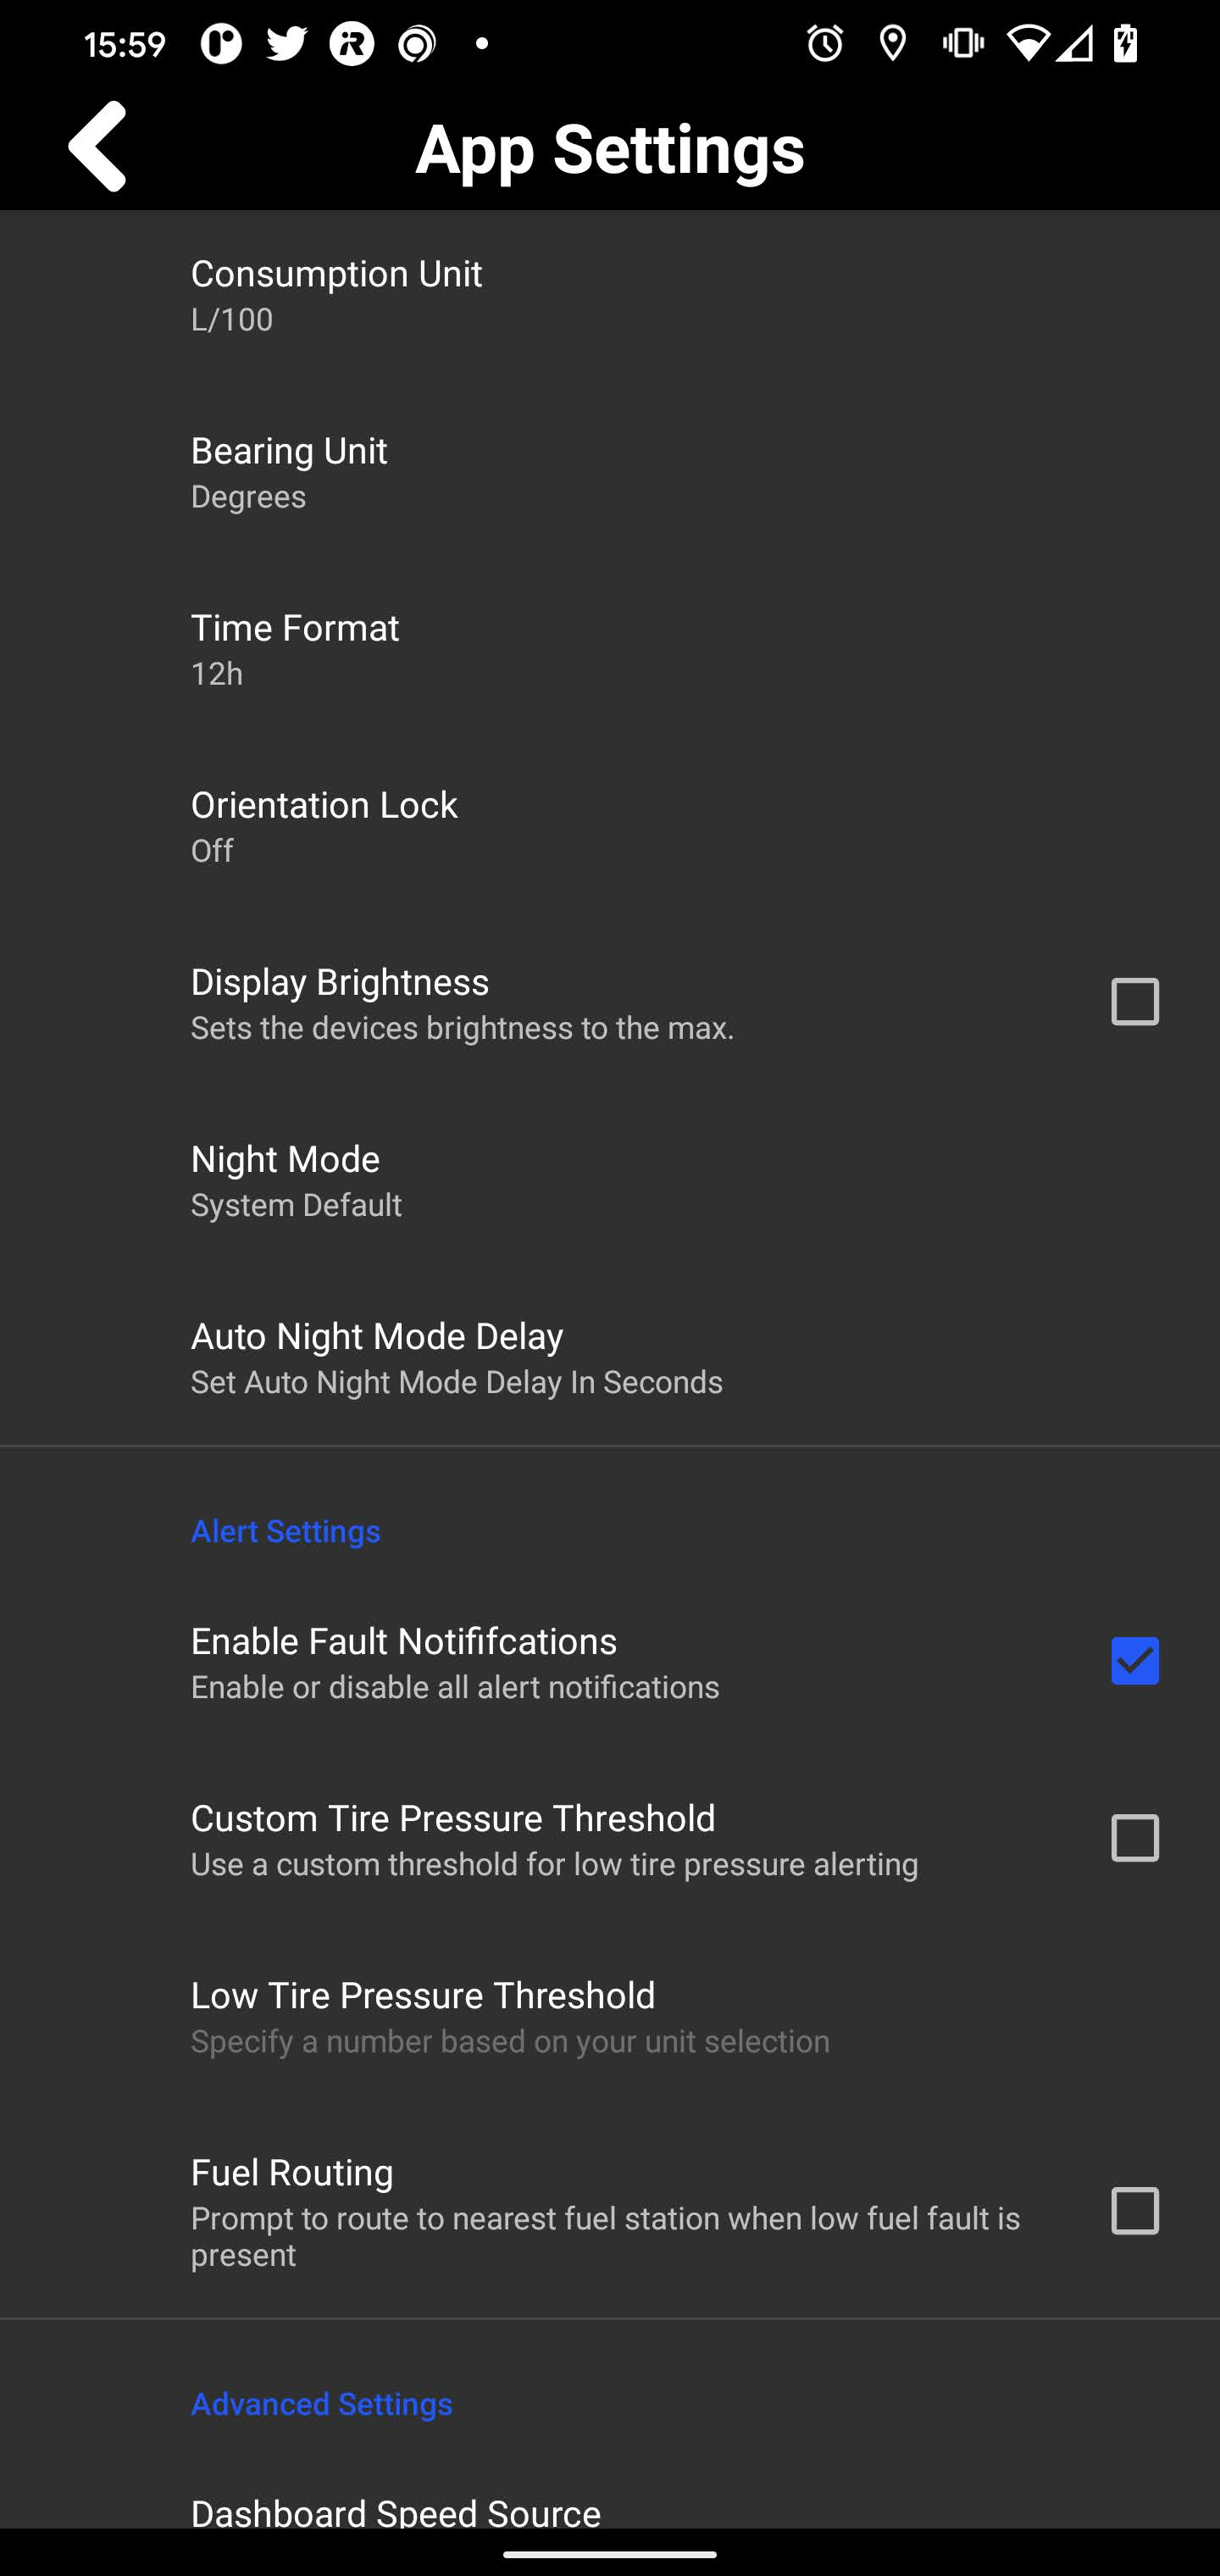 15:59
App Settings
Consumption Unit
L/100
Bearing Unit
Degrees
Time Format
12h
Orientation Lock
Off
Display Brightness
Sets the devices brightness to the max.
Night Mode
System Default
Auto Night Mode Delay
Set Auto Night Mode Delay In Seconds
Alert Settings
Enable Fault Notififcations
Enable or disable all alert notifications
Custom Tire Pressure Threshold
Use a custom threshold for low tire pressure alerting
Low Tire Pressure Threshold
Specify a number based on your unit selection
Fuel Routing
Prompt to route to nearest fuel station when low fuel fault is
present
Advanced Settings
Dashboard Speed Source